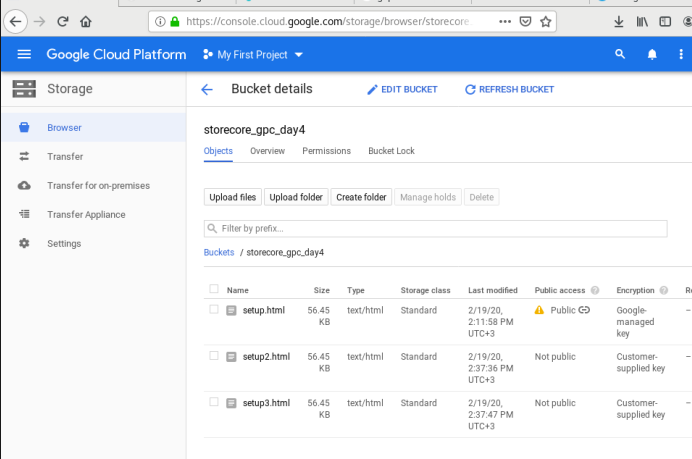 https://console.cloud.google.com/storage/browser/storecore
Google Cloud Platform My First Project
Storage
Bucket details EDIT BUCKET REFRESH BUCKET
Browser
Transfer
Transfer for on-premises
Transfer Appliance
Settings
storecore_gpc_day4
Objects Overview Permissions Bucket Lock
Upload files Upload folder Create folder Manage holds Delete
Filter by prefix...
Buckets / storecore_gpc_day4
Name Size Type Storage class Last modified Public access Encryption
setup.html 56.45 text/html Standard 2/19/20, Public Google-
KB 2:11:58 PM managed
UTC+3 key
setup2.html 56.45 text/html Standard 2/19/20, Not public Customer-
KB 2:37:36 PM supplied key
UTC+3
setup3.html 56.45 text/html Standard 2/19/20, Not public Customer-
KB 2:37:47 PM supplied key
UTC+3